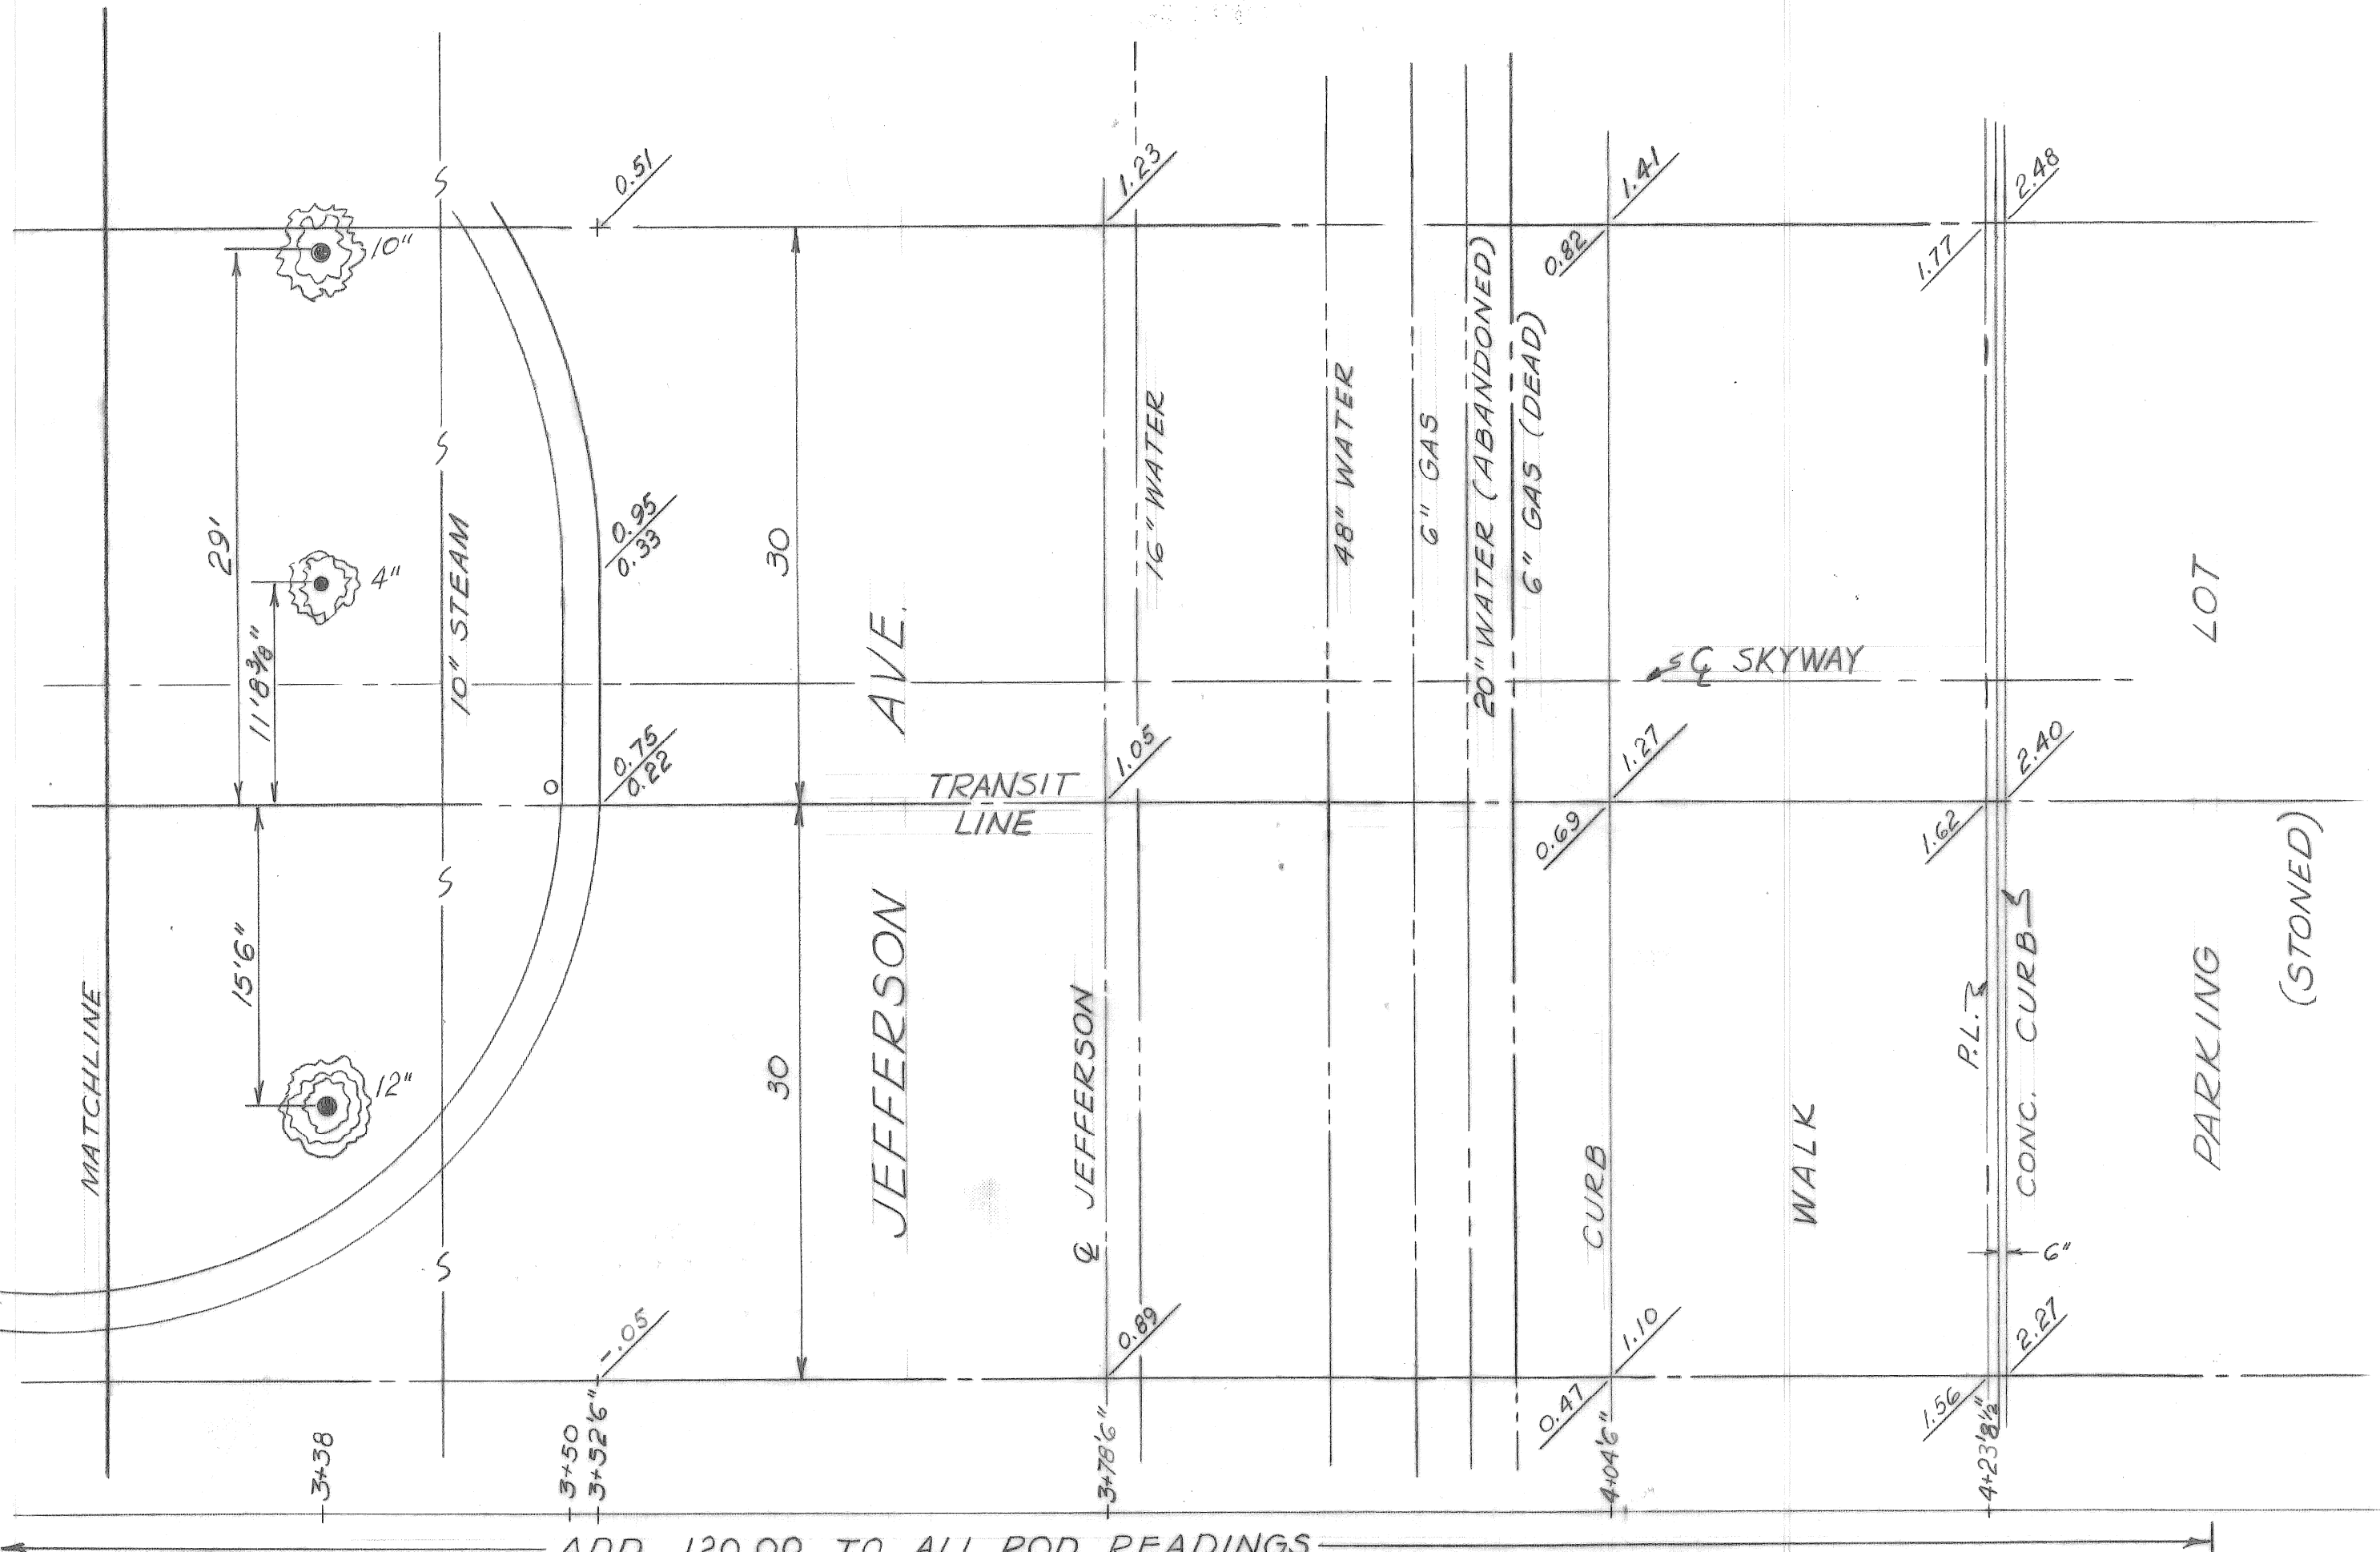 0.51
1.23
1.41
2.48
10"
0.82
1.77
29'
4"
11'8 3/8"
10" STEAM
0.95
0.33
30
16" WATER
48" WATER
6" GAS
20" WATER (ABANDONED)
6" GAS (DEAD)
℄ SKYWAY
LOT
0.75
0.22
AVE.
TRANSIT
LINE
1.05
1.27
0.69
2.40
1.62
S
S
S
S
15'6"
12"
MATCHLINE
30
JEFFERSON
℄ JEFFERSON
CURB
WALK
P.L.
CONC. CURB
6"
PARKING
(STONED)
-.05
0.89
1.10
0.47
2.27
1.56
3+38
3+50
3+52'6"
3+78'6"
4+04'6"
4+23'8½"
ADD 120.00 TO ALL ROD READINGS